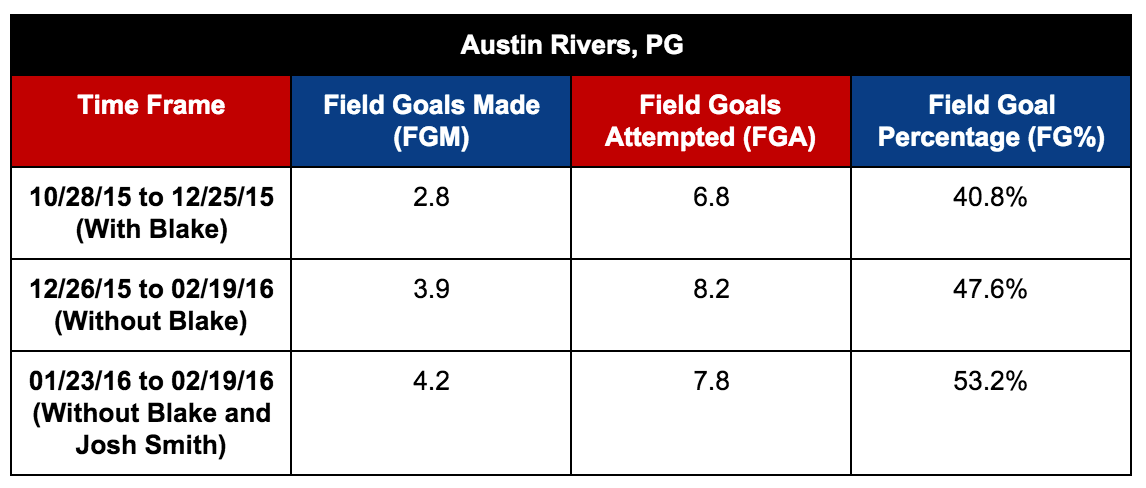 Austin Rivers, PG
Time Frame
Field Goals Made
(FGM)
Field Goals
Attempted (FGA)
Field Goal
Percentage (FG%)
10/28/15 to 12/25/15
(With Blake)
2.8
6.8
40.8%
12/26/15 to 02/19/16
(Without Blake)
3.9
8.2
47.6%
01/23/16 to 02/19/16
(Without Blake and
Josh Smith)
4.2
7.8
53.2%